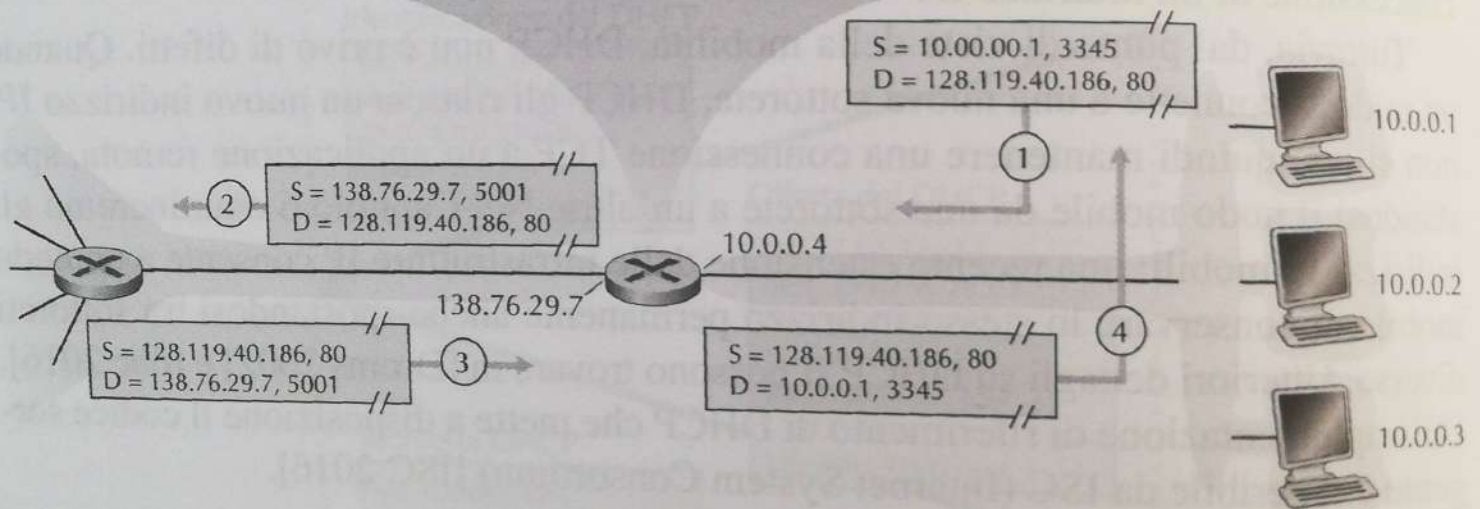 S = 10.00.00.1, 3345
D = 128.119.40.186, 80
10.0.0.1
1
S = 138.76.29.7, 5001
D = 128.119.40.186, 80
2
10.0.0.4
138.76.29.7
10.0.0.2
4
S = 128.119.40.186, 80
D = 138.76.29.7, 5001
3
S = 128.119.40.186, 80
D = 10.0.0.1, 3345
10.0.0.3